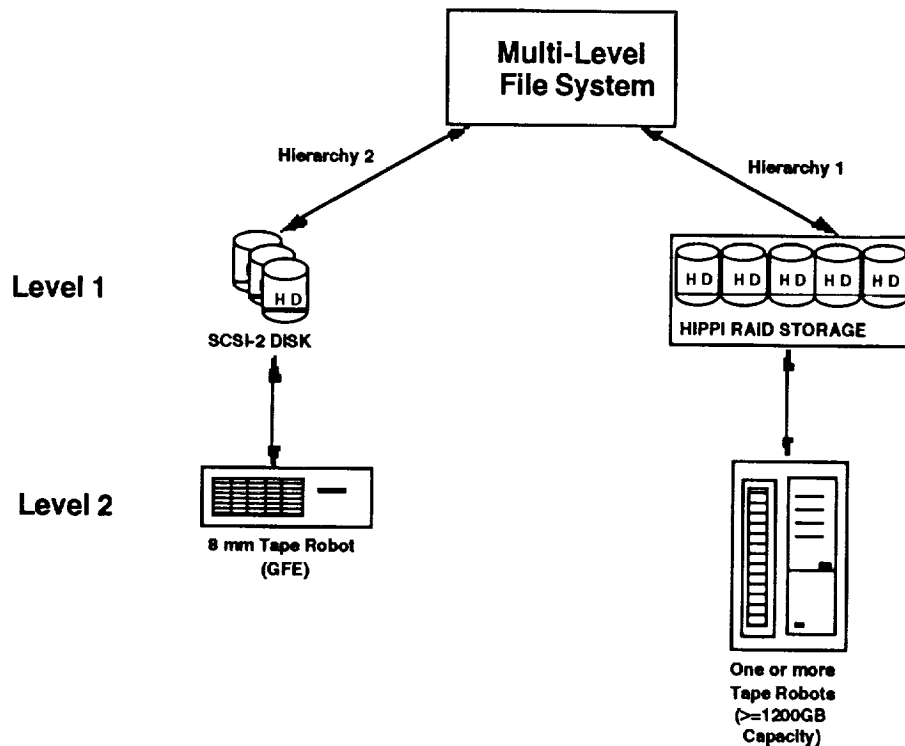 Multi-Level
File System
Hierarchy 2
Hierarchy 1
Level 1
H D
SCSI-2 DISK
H D H D H D H D H D
HIPPI RAID STORAGE
Level 2
8 mm Tape Robot
(GFE)
One or more
Tape Robots
(>=1200GB
Capacity)